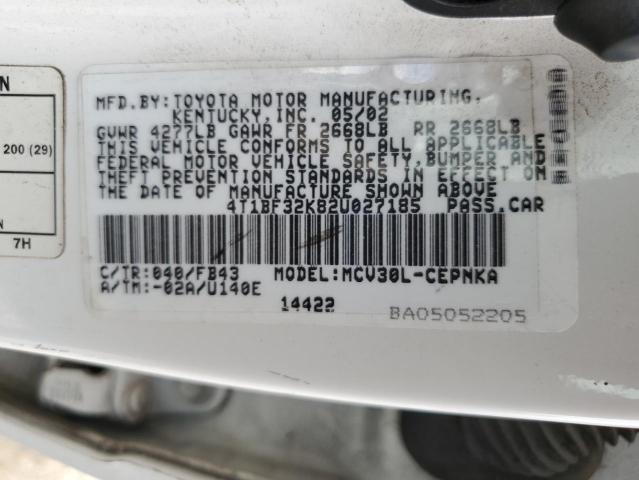 N
200 (29)
N
7H
MFD.BY:TOYOTA MOTOR MANUFACTURING,
KENTUCKY,INC. 05/02
GVWR 4277LB GAWR FR 2668LB RR 2668LB
THIS VEHICLE CONFORMS TO ALL APPLICABLE
FEDERAL MOTOR VEHICLE SAFETY,BUMPER AND
THEFT PREVENTION STANDARDS IN EFFECT ON
THE DATE OF MANUFACTURE SHOWN ABOVE
4T1BF32K82U027185 PASS.CAR
C/TR:040/FB43 MODEL:MCV30L-CEPNKA
A/TM:-02A/U140E
14422
BA05052205